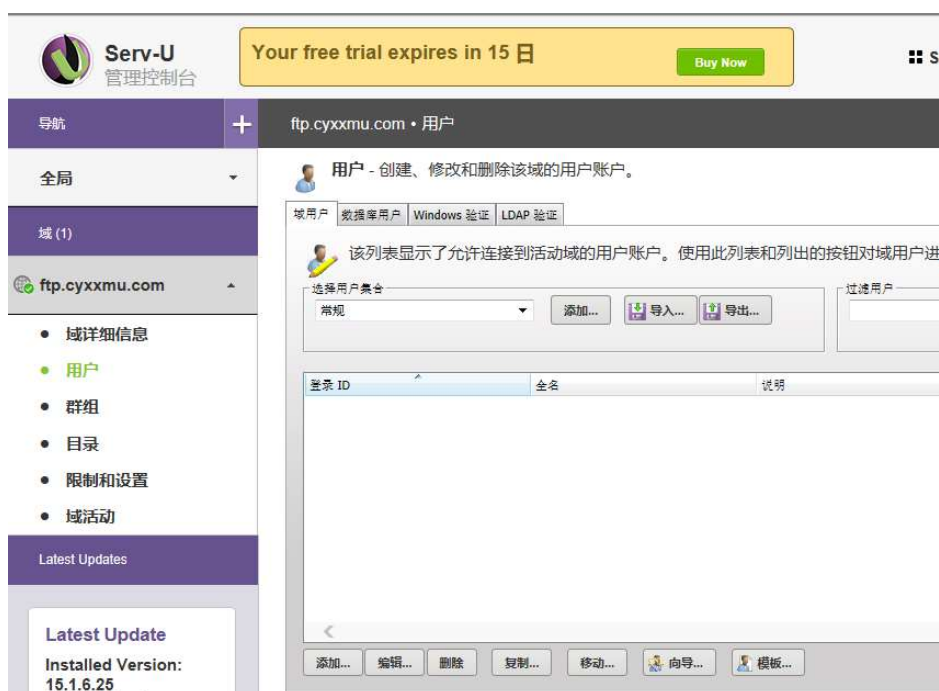 Serv-U
管理控制台
Your free trial expires in 15 日
Buy Now
S
导航
+
ftp.cyxxmu.com • 用户
全局
用户 - 创建、修改和删除该域的用户账户。
域用户 数据库用户 Windows 验证 LDAP 验证
域 (1)
该列表显示了允许连接到活动域的用户账户。使用此列表和列出的按钮对域用户进
ftp.cyxxmu.com
选择用户集合
过滤用户
常规
添加... 导入... 导出...
域详细信息
用户
群组
目录
限制和设置
域活动
登录 ID 全名 说明
Latest Updates
Latest Update
Installed Version:
15.1.6.25
添加... 编辑... 删除 复制... 移动... 向导... 模板...